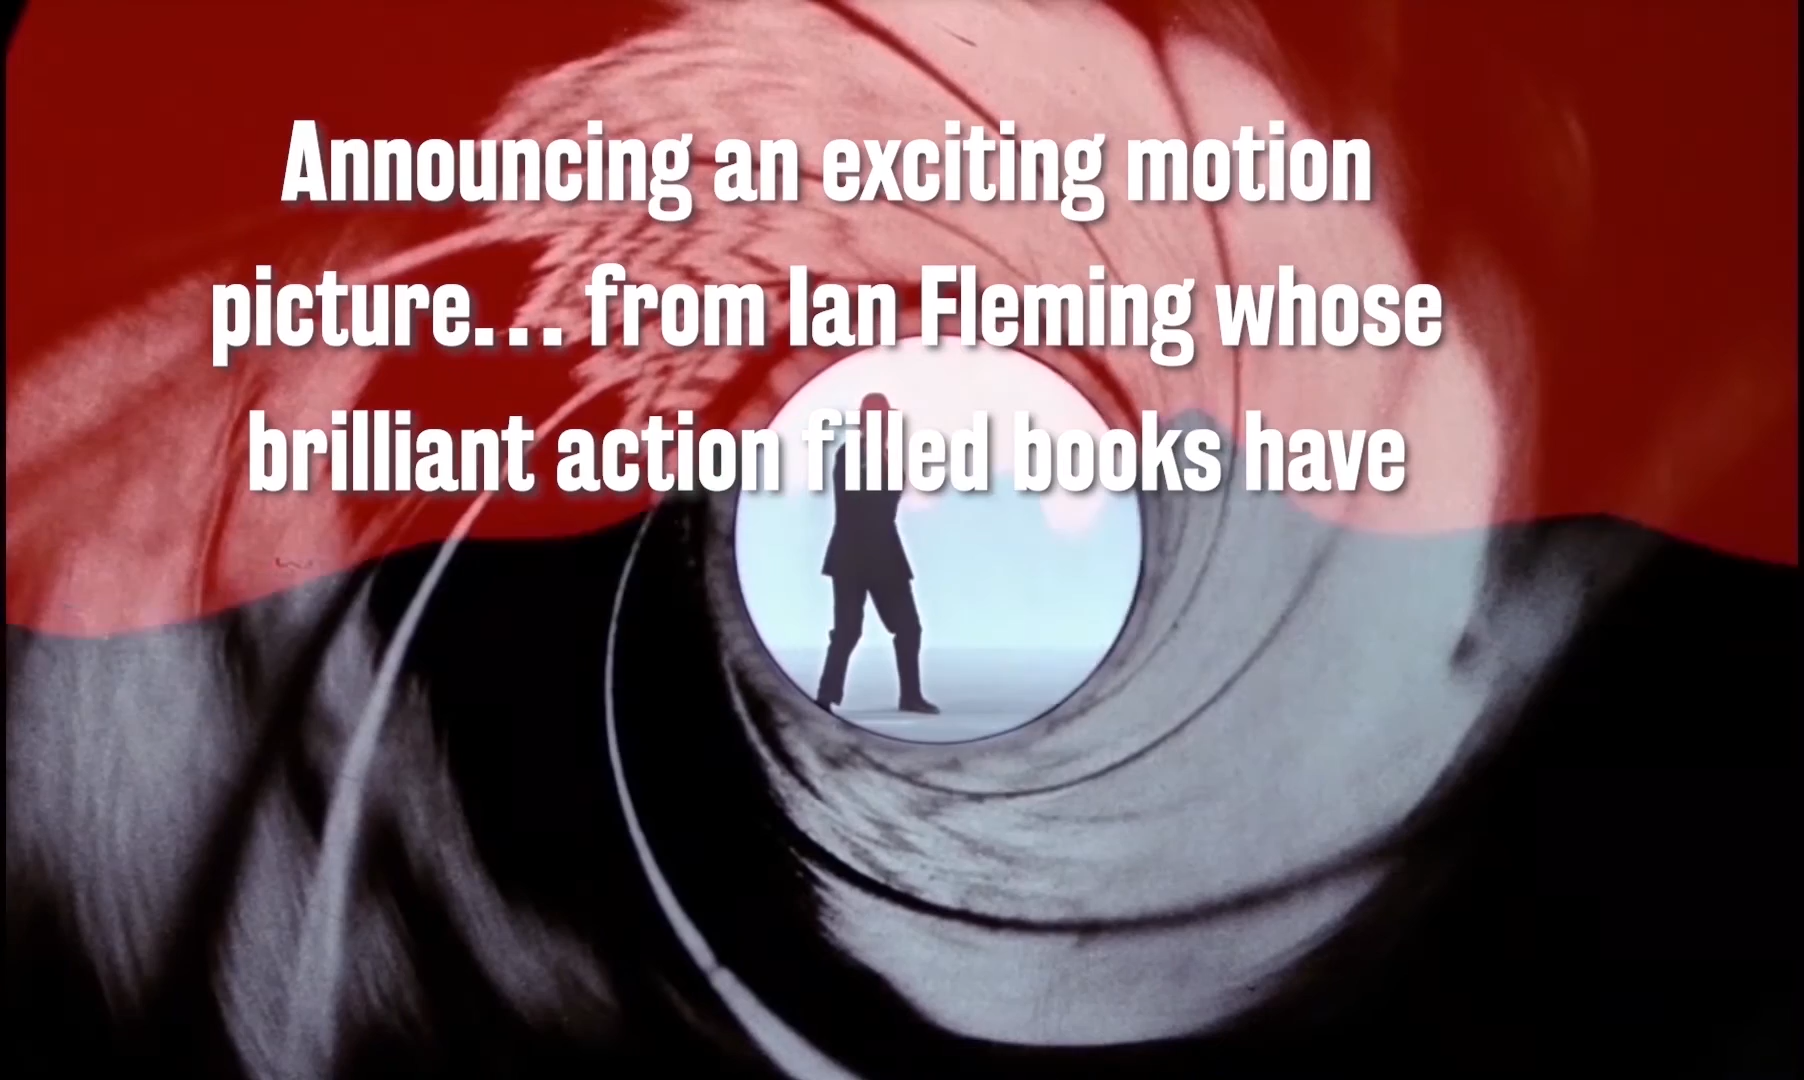 Announcing an exciting motion
picture... from Ian Fleming whose
brilliant action filled books have